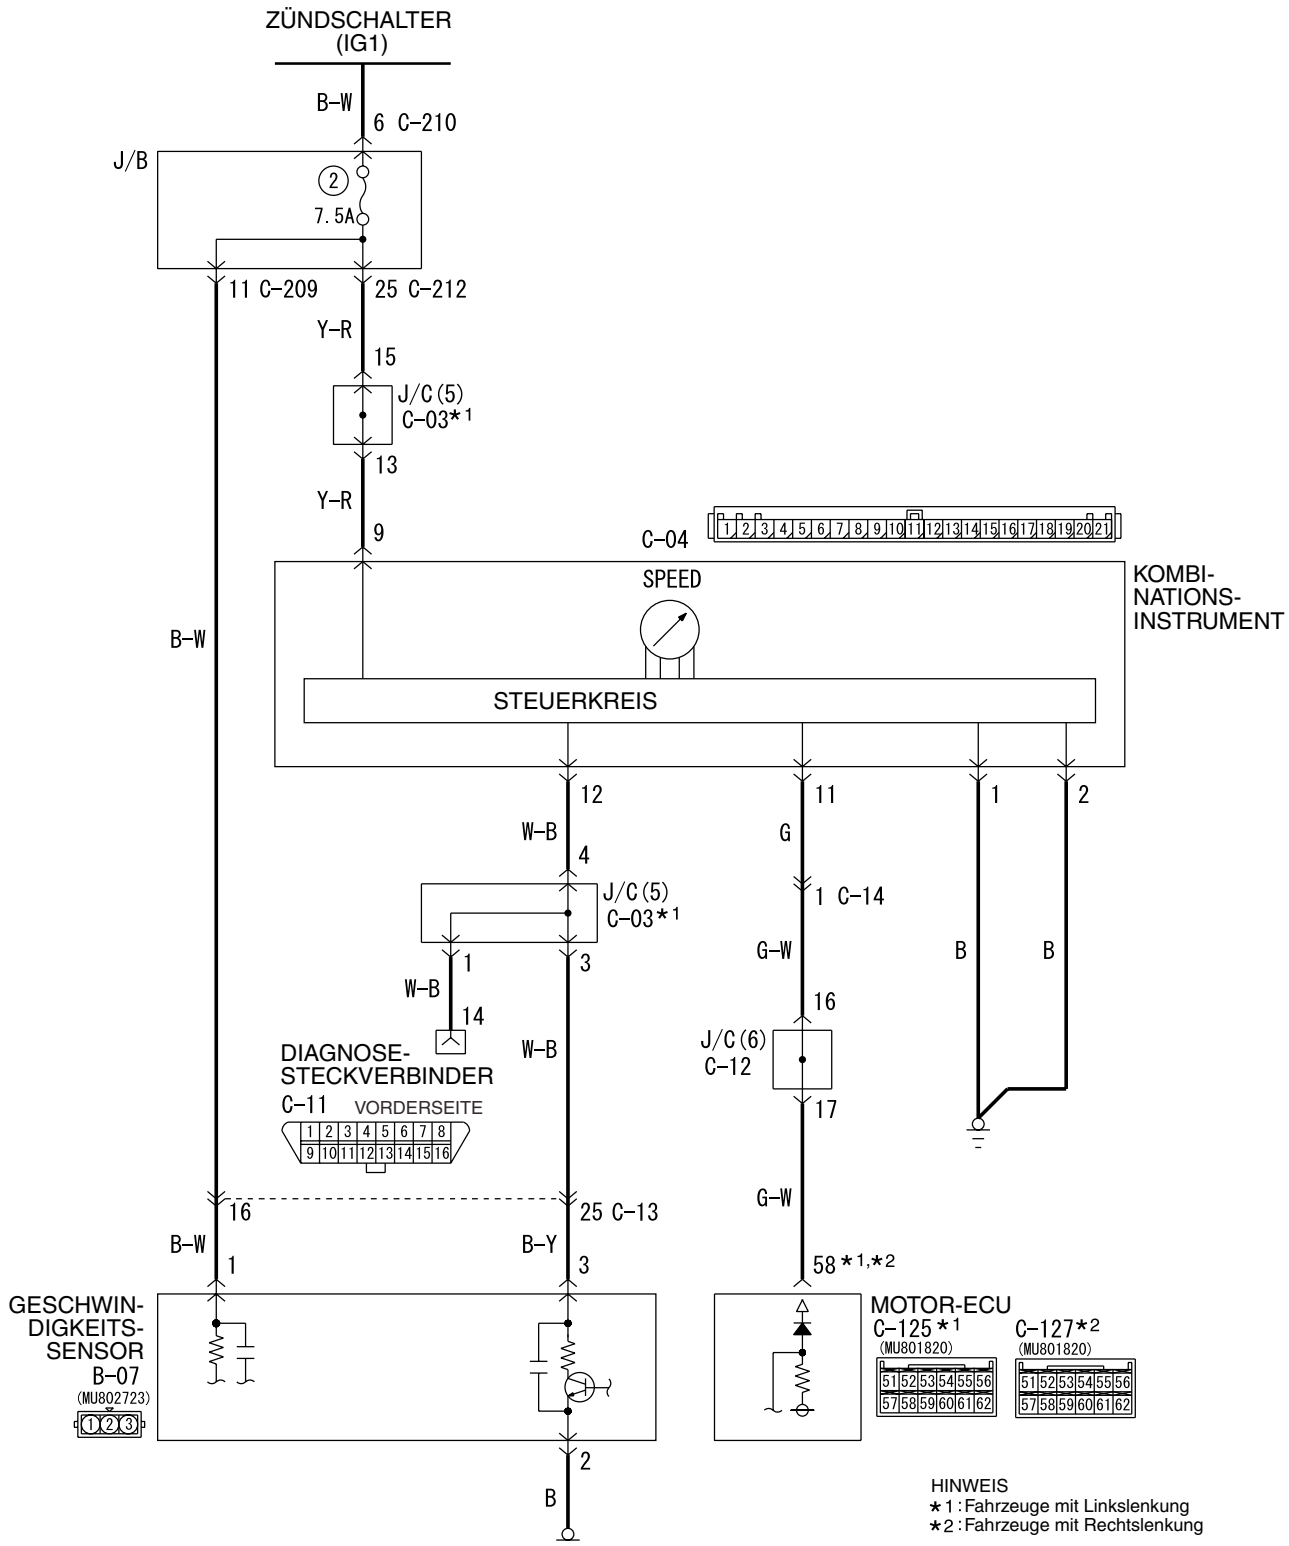 ZÜNDSCHALTER
(IG1)
B-W
6 C-210
J/B
2
7.5A
11 C-209
25 C-212
Y-R
15
J/C(5)
C-03*1
13
Y-R
9
C-04
1 2 3 4 5 6 7 8 9 10 11 12 13 14 15 16 17 18 19 20 21
SPEED
KOMBI-
NATIONS-
INSTRUMENT
B-W
STEUERKREIS
12
11
1
2
W-B
G
4
J/C(5)
C-03*1
1 C-14
1
3
G-W
B
B
W-B
14
16
J/C(6)
C-12
W-B
DIAGNOSE-
STECKVERBINDER
C-11 VORDERSEITE
1 2 3 4 5 6 7 8
9 10 11 12 13 14 15 16
17
G-W
16
25 C-13
B-W
1
B-Y
3
58 *1,*2
GESCHWIN-
DIGKEITS-
SENSOR
B-07
(MU802723)
1 2 3
MOTOR-ECU
C-125 *1
(MU801820)
51 52 53 54 55 56
57 58 59 60 61 62
C-127*2
(MU801820)
51 52 53 54 55 56
57 58 59 60 61 62
2
B
HINWEIS
*1:Fahrzeuge mit Linkslenkung
*2:Fahrzeuge mit Rechtslenkung